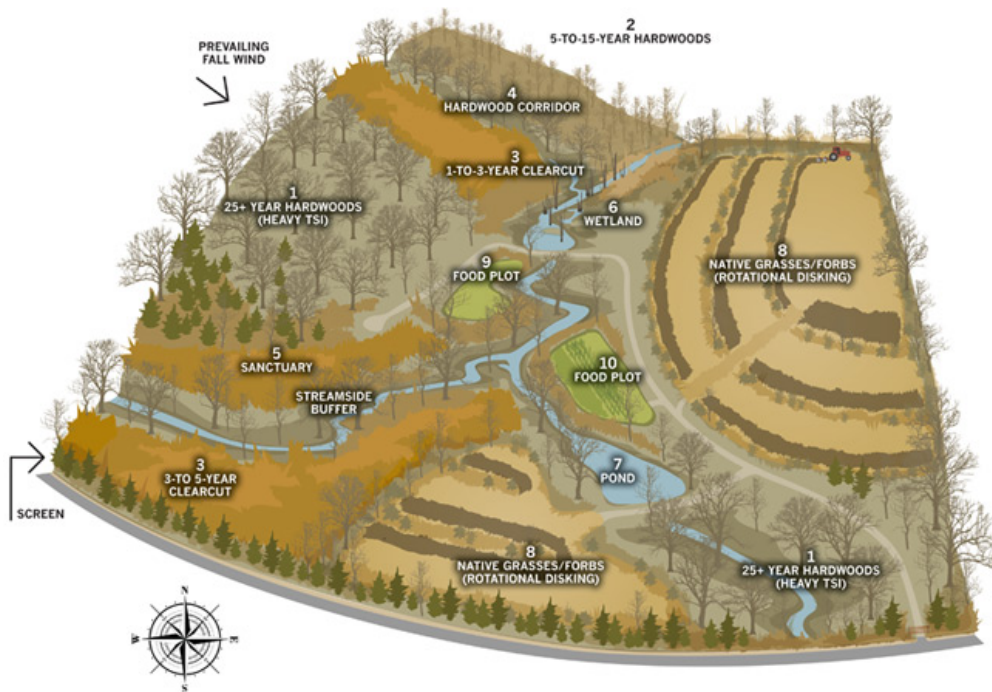 2
5-TO-15-YEAR HARDWOODS
PREVAILING
FALL WIND
4
HARDWOOD CORRIDOR
3
1-TO-3-YEAR CLEARCUT
1
25+ YEAR HARDWOODS
(HEAVY TSI)
6
WETLAND
9
FOOD PLOT
8
NATIVE GRASSES/FORBS
(ROTATIONAL DISKING)
5
SANCTUARY
10
FOOD PLOT
STREAMSIDE
BUFFER
3
3-TO 5-YEAR
CLEARCUT
7
POND
SCREEN
8
NATIVE GRASSES/FORBS
(ROTATIONAL DISKING)
1
25+ YEAR HARDWOODS
(HEAVY TSI)
N
W
E
S